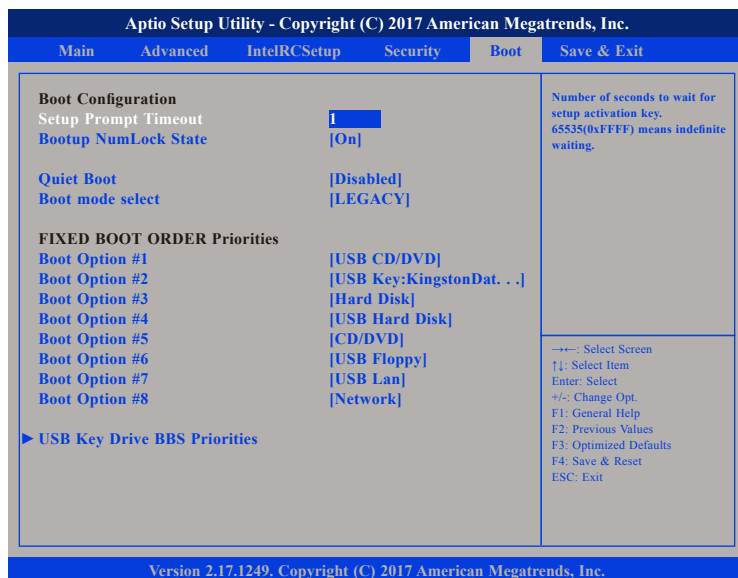 Aptio Setup Utility - Copyright (C) 2017 American Megatrends, Inc.
Main Advanced IntelRCSetup Security Boot Save & Exit
Boot Configuration
Setup Prompt Timeout 1
Bootup NumLock State [On]
Quiet Boot [Disabled]
Boot mode select [LEGACY]
FIXED BOOT ORDER Priorities
Boot Option #1 [USB CD/DVD]
Boot Option #2 [USB Key:KingstonDat. . .]
Boot Option #3 [Hard Disk]
Boot Option #4 [USB Hard Disk]
Boot Option #5 [CD/DVD]
Boot Option #6 [USB Floppy]
Boot Option #7 [USB Lan]
Boot Option #8 [Network]
▶ USB Key Drive BBS Priorities
Number of seconds to wait for
setup activation key.
65535(0xFFFF) means indefinite
waiting.
→←: Select Screen
↑↓: Select Item
Enter: Select
+/-: Change Opt.
F1: General Help
F2: Previous Values
F3: Optimized Defaults
F4: Save & Reset
ESC: Exit
Version 2.17.1249. Copyright (C) 2017 American Megatrends, Inc.